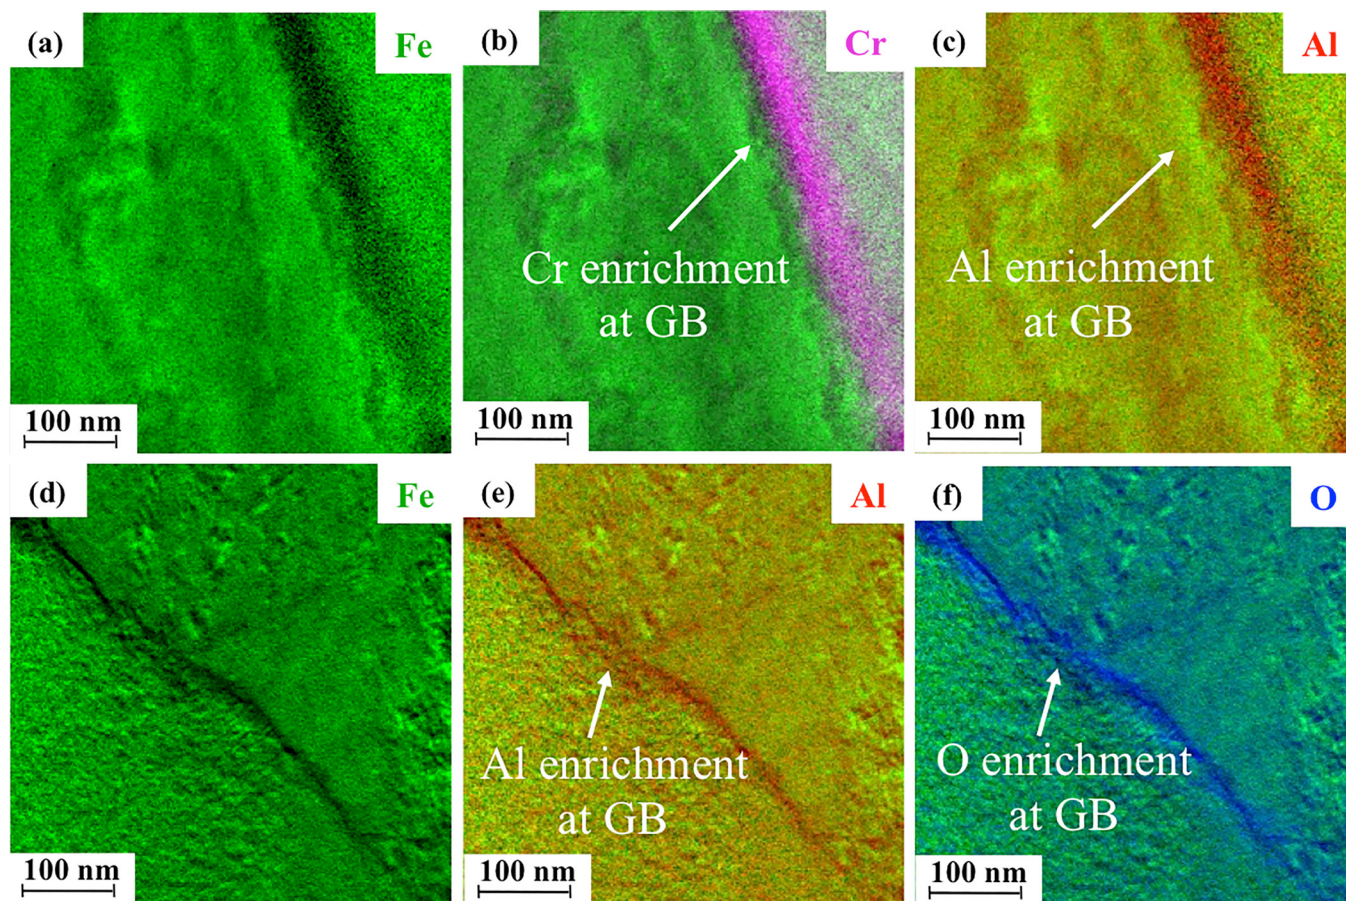 (a)
Fe
100 nm
(b)
Cr
Cr enrichment
at GB
100 nm
(c)
Al
Al enrichment
at GB
100 nm
(d)
Fe
100 nm
(e)
Al
Al enrichment
at GB
100 nm
(f)
O
O enrichment
at GB
100 nm